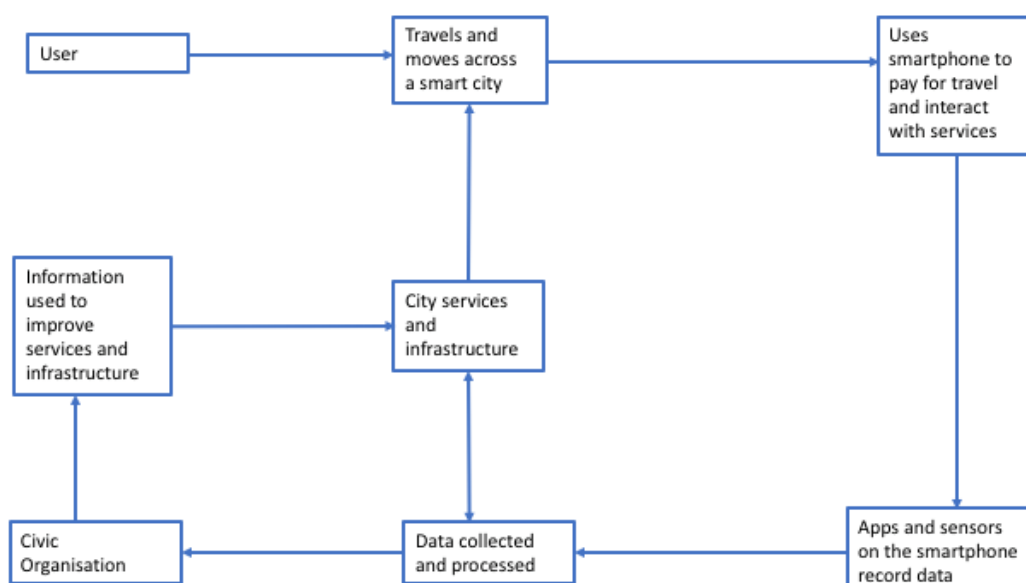 User
Travels and
moves across
a smart city
Uses
smartphone to
pay for travel
and interact
with services
Information
used to
improve
services and
infrastructure
City services
and
infrastructure
Civic
Organisation
Data collected
and processed
Apps and sensors
on the smartphone
record data